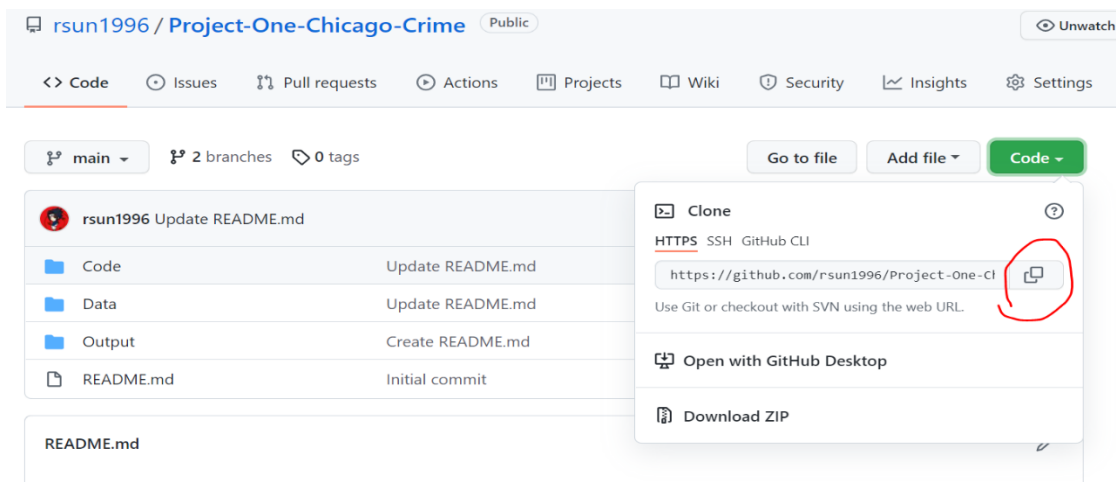 rsun1996 / Project-One-Chicago-Crime Public Unwatch
<> Code Issues Pull requests Actions Projects Wiki Security Insights Settings
main 2 branches 0 tags Go to file Add file Code
rsun1996 Update README.md
Code Update README.md
Data Update README.md
Output Create README.md
README.md Initial commit
README.md
Clone
HTTPS SSH GitHub CLI
https://github.com/rsun1996/Project-One-Ch
Use Git or checkout with SVN using the web URL.
Open with GitHub Desktop
Download ZIP